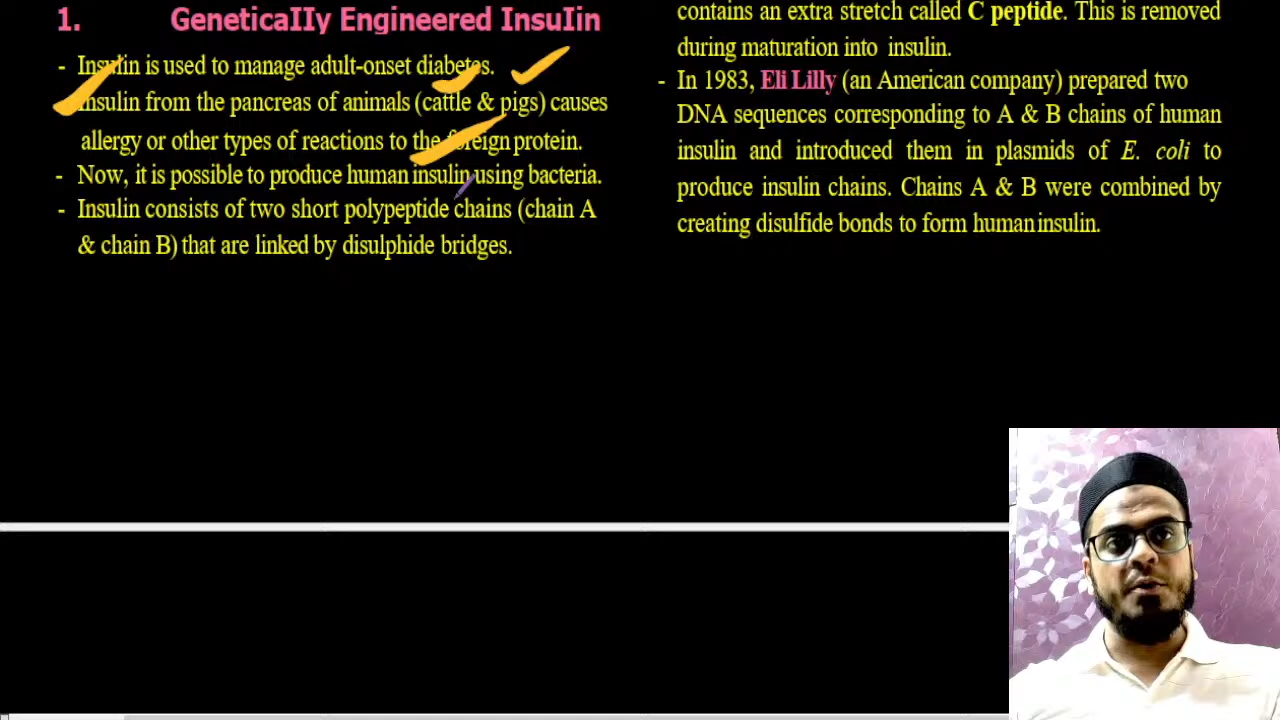 1. Genetically Engineered Insulin
- Insulin is used to manage adult-onset diabetes.
Insulin from the pancreas of animals (cattle & pigs) causes
allergy or other types of reactions to the foreign protein.
- Now, it is possible to produce human insulin using bacteria.
- Insulin consists of two short polypeptide chains (chain A
& chain B) that are linked by disulphide bridges.
contains an extra stretch called C peptide. This is removed
during maturation into insulin.
- In 1983, Eli Lilly (an American company) prepared two
DNA sequences corresponding to A & B chains of human
insulin and introduced them in plasmids of E. coli to
produce insulin chains. Chains A & B were combined by
creating disulfide bonds to form human insulin.